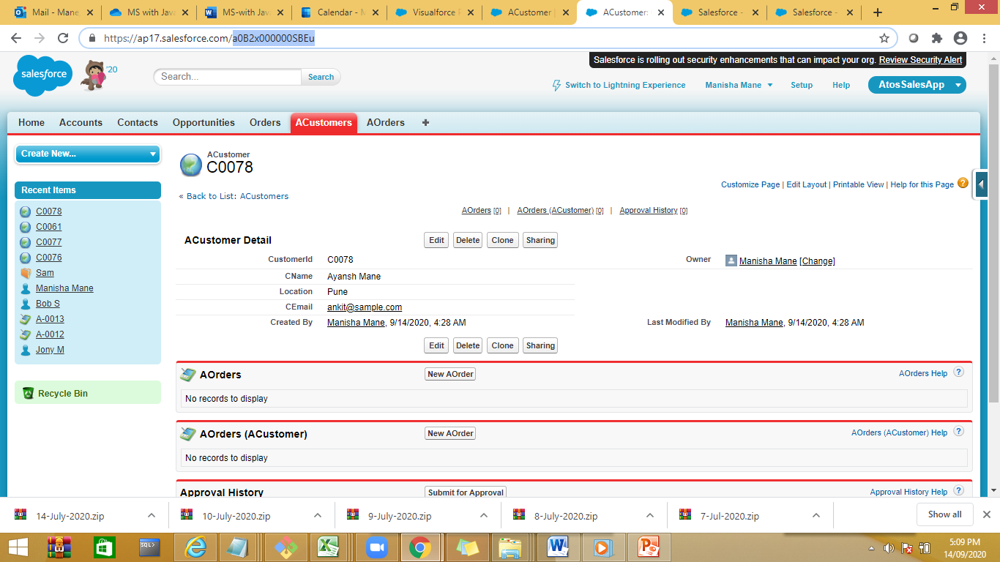 Mail - Mane, MS with Java MS-with Jav Calendar - M Visualforce P ACustomer | ACustomer: Salesforce - Salesforce -
https://ap17.salesforce.com/a0B2x000000SBEu
Salesforce is rolling out security enhancements that can impact your org. Review Security Alert
salesforce '20 Search... Search
Switch to Lightning Experience Manisha Mane Setup Help AtosSalesApp
Home Accounts Contacts Opportunities Orders ACustomers AOrders +
Create New...
Recent Items
C0078
C0061
C0077
C0076
Sam
Manisha Mane
Bob S
A-0013
A-0012
Jony M
Recycle Bin
ACustomer
C0078
Customize Page | Edit Layout | Printable View | Help for this Page
« Back to List: ACustomers
AOrders [0] | AOrders (ACustomer) [0] | Approval History [0]
ACustomer Detail Edit Delete Clone Sharing
CustomerId C0078 Owner Manisha Mane [Change]
CName Ayansh Mane
Location Pune
CEmail ankit@sample.com
Created By Manisha Mane, 9/14/2020, 4:28 AM Last Modified By Manisha Mane, 9/14/2020, 4:28 AM
Edit Delete Clone Sharing
AOrders New AOrder AOrders Help ?
No records to display
AOrders (ACustomer) New AOrder AOrders (ACustomer) Help ?
No records to display
Approval History Submit for Approval Approval History Help ?
14-July-2020.zip 10-July-2020.zip 9-July-2020.zip 8-July-2020.zip 7-Jul-2020.zip Show all
SQL>
5:09 PM
14/09/2020